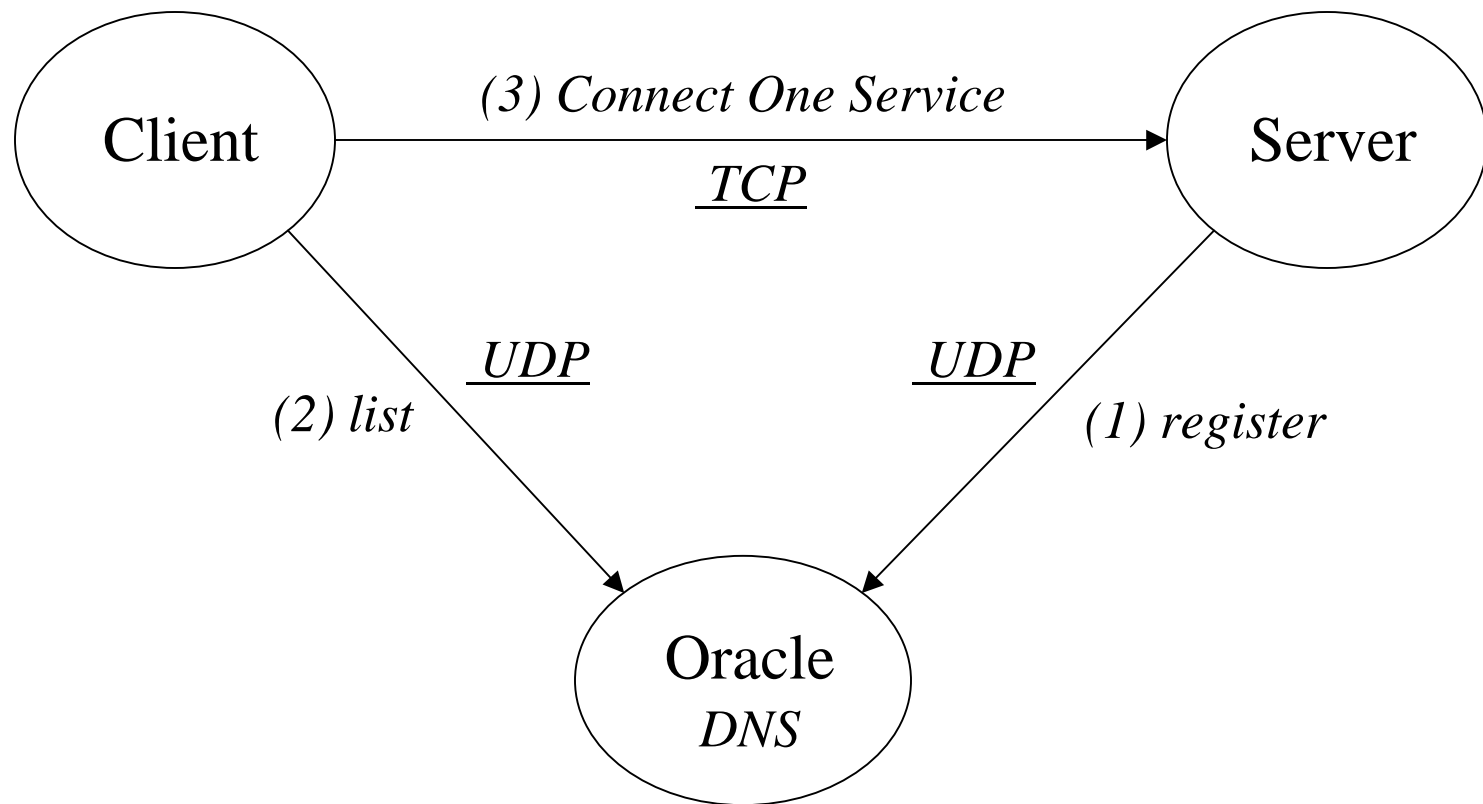 (3) Connect One Service
Client
Server
TCP
UDP
UDP
(2) list
(1) register
Oracle
DNS